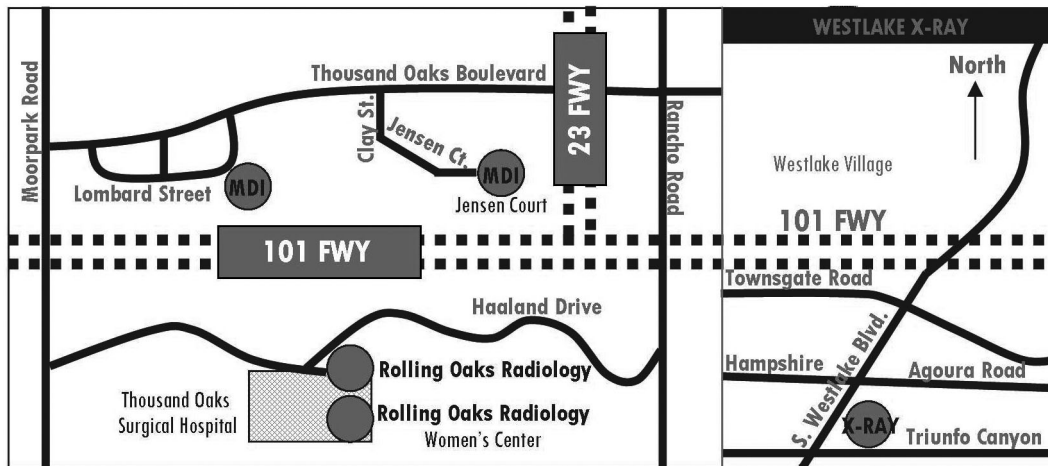 WESTLAKE X-RAY
North
Moorpark Road
Thousand Oaks Boulevard
23 FWY
Rancho Road
Clay St.
Jensen Ct.
MDI
Lombard Street
MDI
Jensen Court
Westlake Village
101 FWY
101 FWY
Townsgate Road
Haaland Drive
S. Westlake Blvd.
Hampshire
Agoura Road
Rolling Oaks Radiology
Thousand Oaks
Surgical Hospital
Rolling Oaks Radiology
Women's Center
X-RAY
Triunfo Canyon